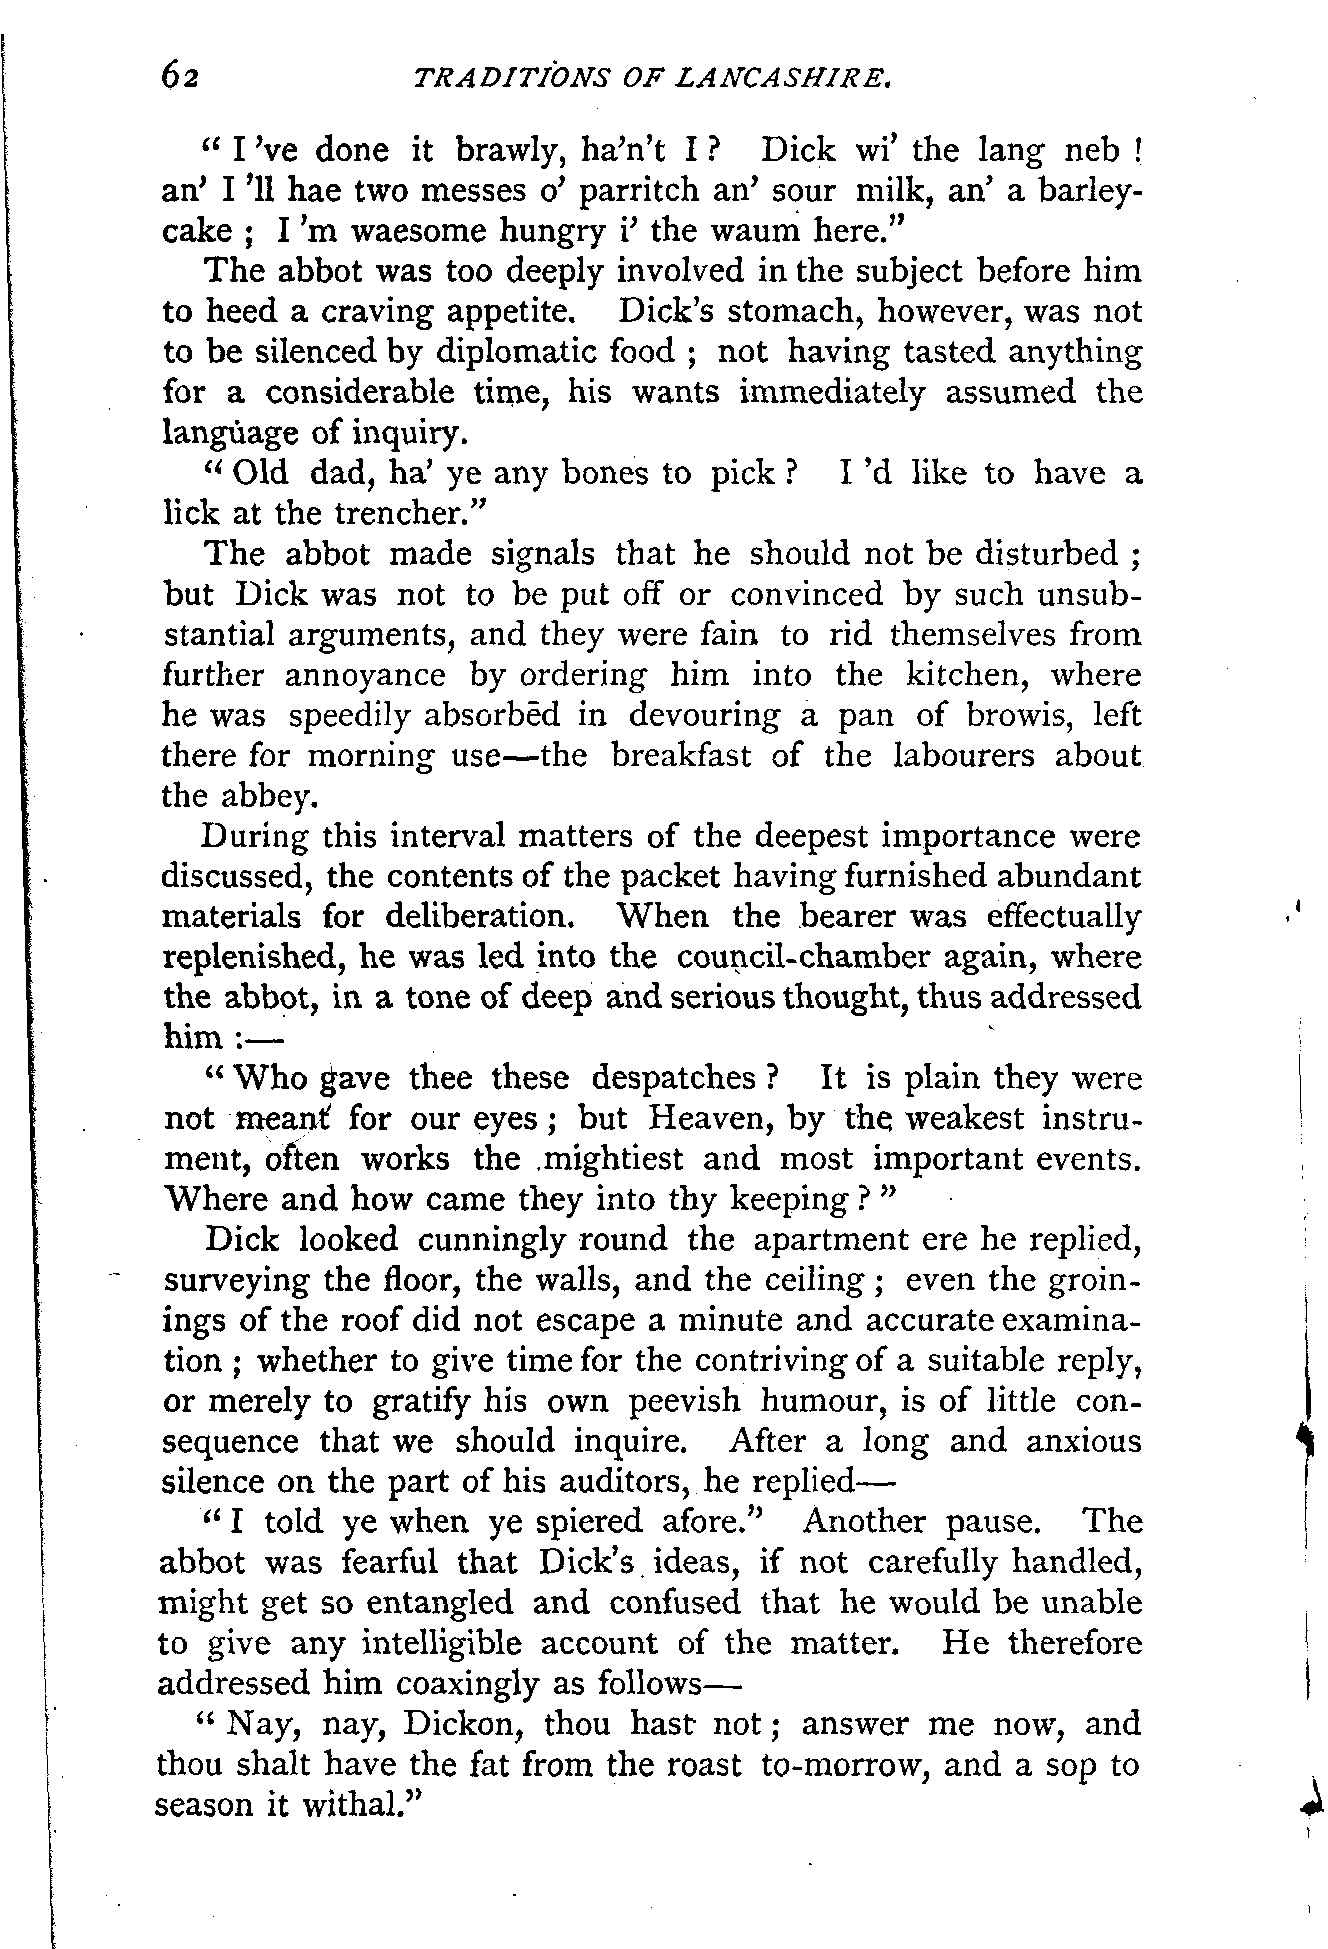 62 TRADITIONS OF LANCASHIRE.
“ I 've done it brawly, ha'n't I ? Dick wi' the lang neb !
an' I 'll hae two messes o' parritch an' sour milk, an' a barley-
cake ; I 'm waesome hungry i' the waum here.”
The abbot was too deeply involved in the subject before him
to heed a craving appetite. Dick's stomach, however, was not
to be silenced by diplomatic food ; not having tasted anything
for a considerable time, his wants immediately assumed the
language of inquiry.
“ Old dad, ha' ye any bones to pick ? I 'd like to have a
lick at the trencher.”
The abbot made signals that he should not be disturbed ;
but Dick was not to be put off or convinced by such unsub-
stantial arguments, and they were fain to rid themselves from
further annoyance by ordering him into the kitchen, where
he was speedily absorbed in devouring a pan of browis, left
there for morning use—the breakfast of the labourers about
the abbey.
During this interval matters of the deepest importance were
discussed, the contents of the packet having furnished abundant
materials for deliberation. When the bearer was effectually
replenished, he was led into the council-chamber again, where
the abbot, in a tone of deep and serious thought, thus addressed
him :—
“ Who gave thee these despatches ? It is plain they were
not meant for our eyes ; but Heaven, by the weakest instru-
ment, often works the mightiest and most important events.
Where and how came they into thy keeping ? ”
Dick looked cunningly round the apartment ere he replied,
surveying the floor, the walls, and the ceiling ; even the groin-
ings of the roof did not escape a minute and accurate examina-
tion ; whether to give time for the contriving of a suitable reply,
or merely to gratify his own peevish humour, is of little con-
sequence that we should inquire. After a long and anxious
silence on the part of his auditors, he replied—
“ I told ye when ye spiered afore.” Another pause. The
abbot was fearful that Dick's ideas, if not carefully handled,
might get so entangled and confused that he would be unable
to give any intelligible account of the matter. He therefore
addressed him coaxingly as follows—
“ Nay, nay, Dickon, thou hast not ; answer me now, and
thou shalt have the fat from the roast to-morrow, and a sop to
season it withal.”